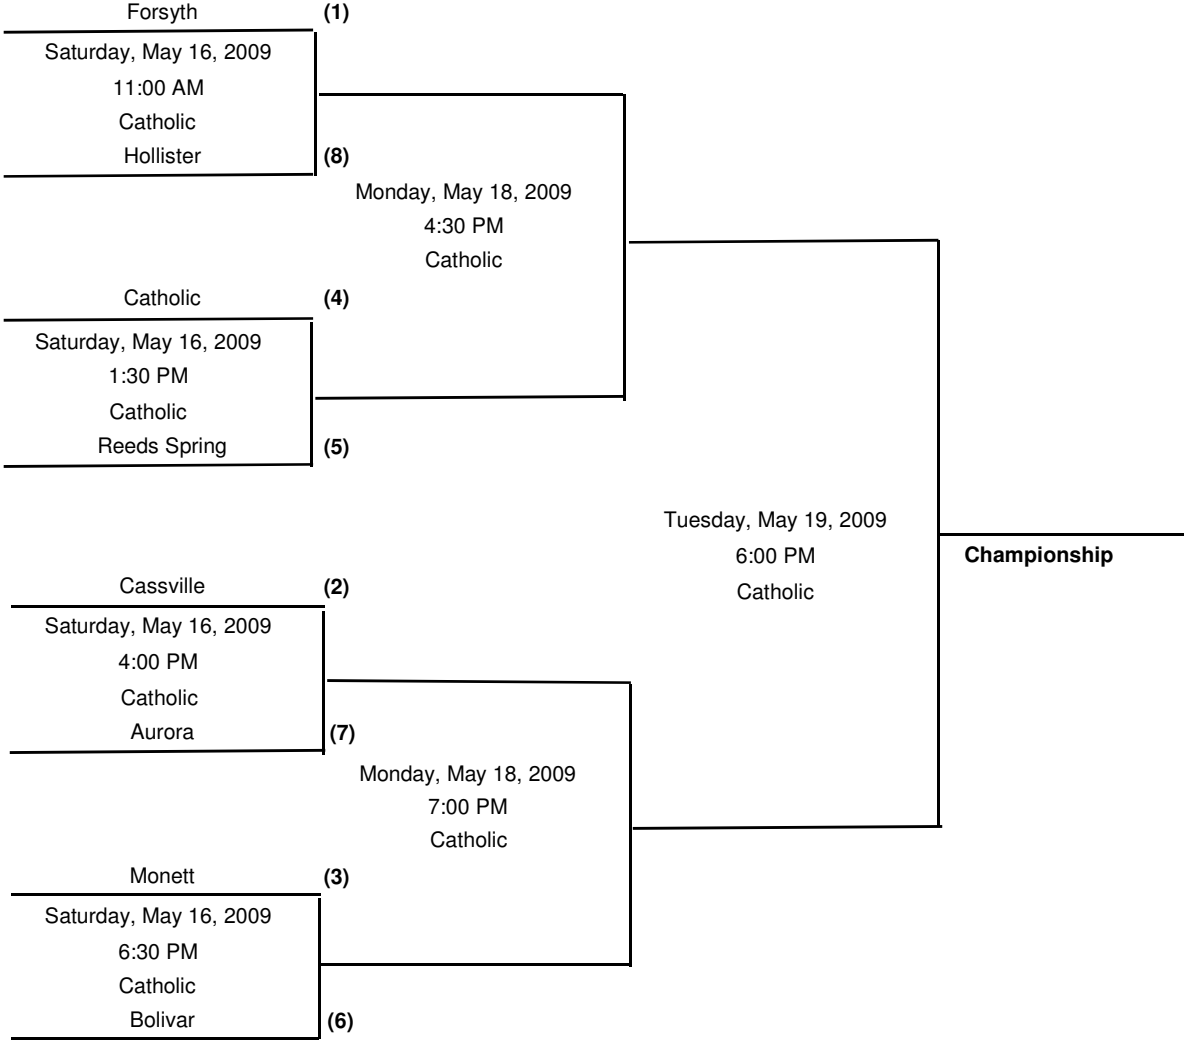 Forsyth (1)
Saturday, May 16, 2009
11:00 AM
Catholic
Hollister (8)
Monday, May 18, 2009
4:30 PM
Catholic
Catholic (4)
Saturday, May 16, 2009
1:30 PM
Catholic
Reeds Spring (5)
Tuesday, May 19, 2009
6:00 PM
Catholic
Championship
Cassville (2)
Saturday, May 16, 2009
4:00 PM
Catholic
Aurora (7)
Monday, May 18, 2009
7:00 PM
Catholic
Monett (3)
Saturday, May 16, 2009
6:30 PM
Catholic
Bolivar (6)